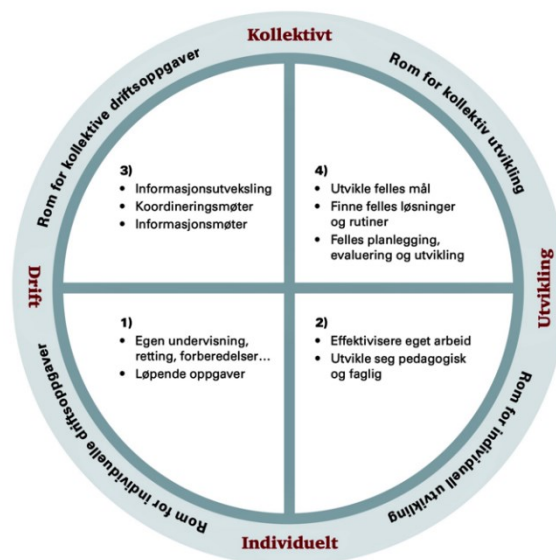 Kollektivt
Rom for kollektive driftsoppgaver
Rom for kollektiv utvikling
3)
• Informasjonsutveksling
• Koordineringsmøter
• Informasjonsmøter
4)
• Utvikle felles mål
• Finne felles løsninger
og rutiner
• Felles planlegging,
evaluering og utvikling
Drift
Utvikling
1)
• Egen undervisning,
retting, forberedelser...
• Løpende oppgaver
2)
• Effektivisere eget arbeid
• Utvikle seg pedagogisk
og faglig
Rom for individuelle driftsoppgaver
Rom for individuell utvikling
Individuelt